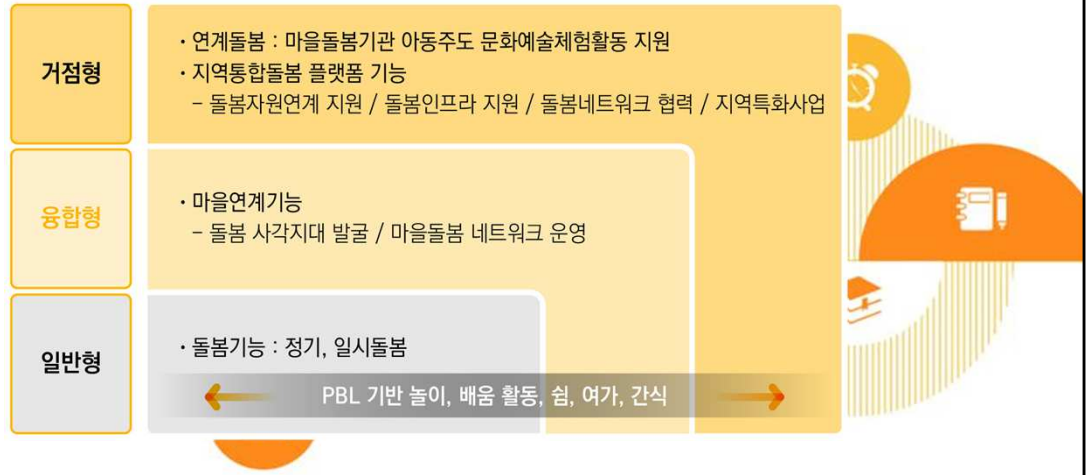 거점형
· 연계돌봄 : 마을돌봄기관 아동주도 문화예술체험활동 지원
· 지역통합돌봄 플랫폼 기능
– 돌봄자원연계 지원 / 돌봄인프라 지원 / 돌봄네트워크 협력 / 지역특화사업
융합형
· 마을연계기능
– 돌봄 사각지대 발굴 / 마을돌봄 네트워크 운영
일반형
· 돌봄기능 : 정기, 일시돌봄
PBL 기반 놀이, 배움 활동, 쉼, 여가, 간식